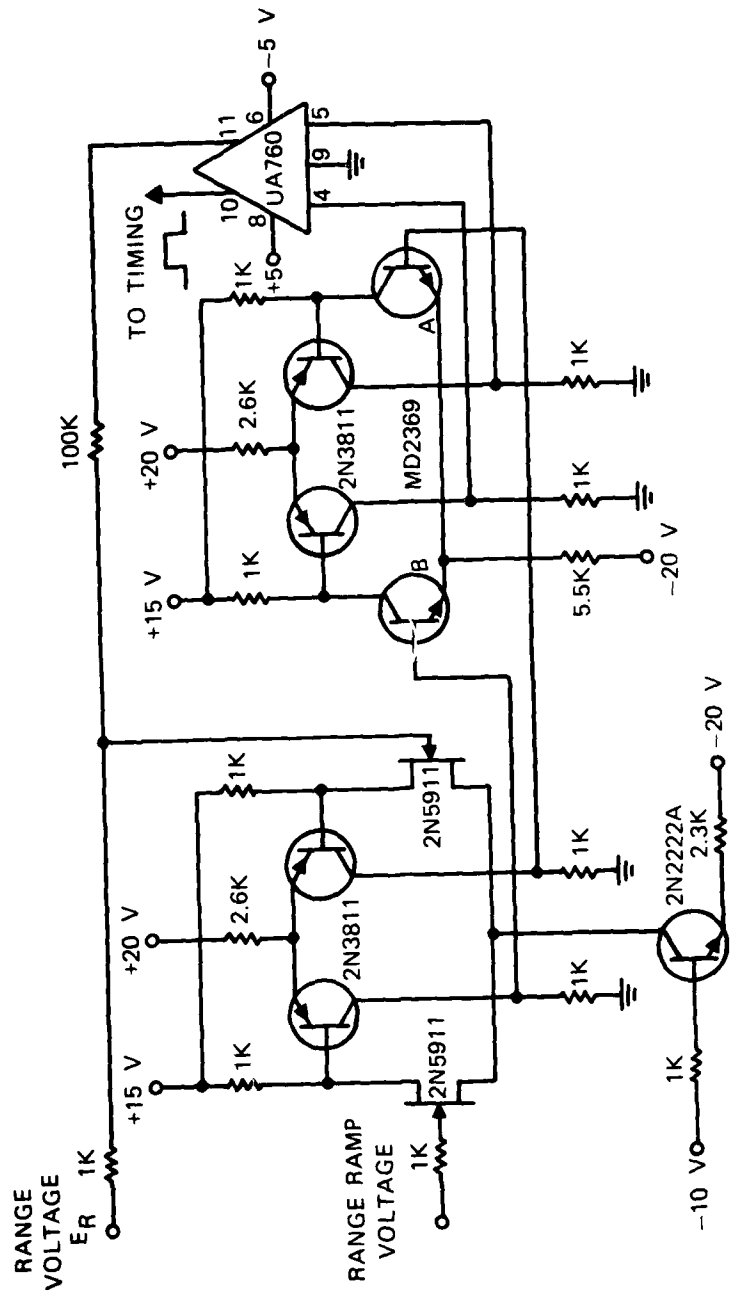 RANGE
VOLTAGE
E_R
1K
100K
TO TIMING
+15 V
+20 V
1K
2.6K
1K
2N3811
2N5911
2N5911
RANGE RAMP
VOLTAGE
1K
1K
1K
-10 V
1K
2N2222A
2.3K
-20 V
+15 V
+20 V
1K
2.6K
1K
2N3811
MD2369
B
A
5.5K
-20 V
1K
1K
+5
8
10
11
6
-5 V
UA760
4
9
5